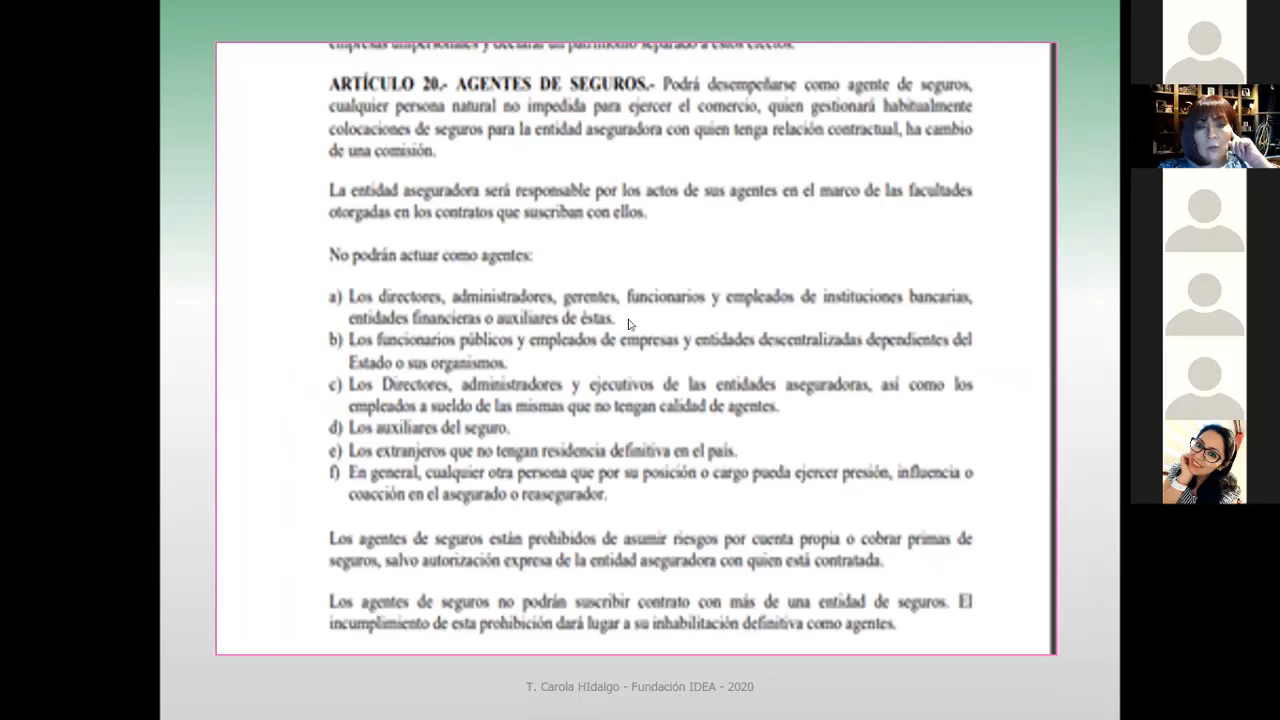 empresas unipersonales y declarar un patrimonio separado a estos efectos.
ARTÍCULO 20.- AGENTES DE SEGUROS.- Podrá desempeñarse como agente de seguros,
cualquier persona natural no impedida para ejercer el comercio, quien gestionará habitualmente
colocaciones de seguros para la entidad aseguradora con quien tenga relación contractual, ha cambio
de una comisión.
La entidad aseguradora será responsable por los actos de sus agentes en el marco de las facultades
otorgadas en los contratos que suscriban con ellos.
No podrán actuar como agentes:
a) Los directores, administradores, gerentes, funcionarios y empleados de instituciones bancarias,
entidades financieras o auxiliares de éstas.
b) Los funcionarios públicos y empleados de empresas y entidades descentralizadas dependientes del
Estado o sus organismos.
c) Los Directores, administradores y ejecutivos de las entidades aseguradoras, así como los
empleados a sueldo de las mismas que no tengan calidad de agentes.
d) Los auxiliares del seguro.
e) Los extranjeros que no tengan residencia definitiva en el país.
f) En general, cualquier otra persona que por su posición o cargo pueda ejercer presión, influencia o
coacción en el asegurado o reasegurador.
Los agentes de seguros están prohibidos de asumir riesgos por cuenta propia o cobrar primas de
seguros, salvo autorización expresa de la entidad aseguradora con quien está contratada.
Los agentes de seguros no podrán suscribir contrato con más de una entidad de seguros. El
incumplimiento de esta prohibición dará lugar a su inhabilitación definitiva como agentes.
T. Carola HIdalgo - Fundación IDEA - 2020